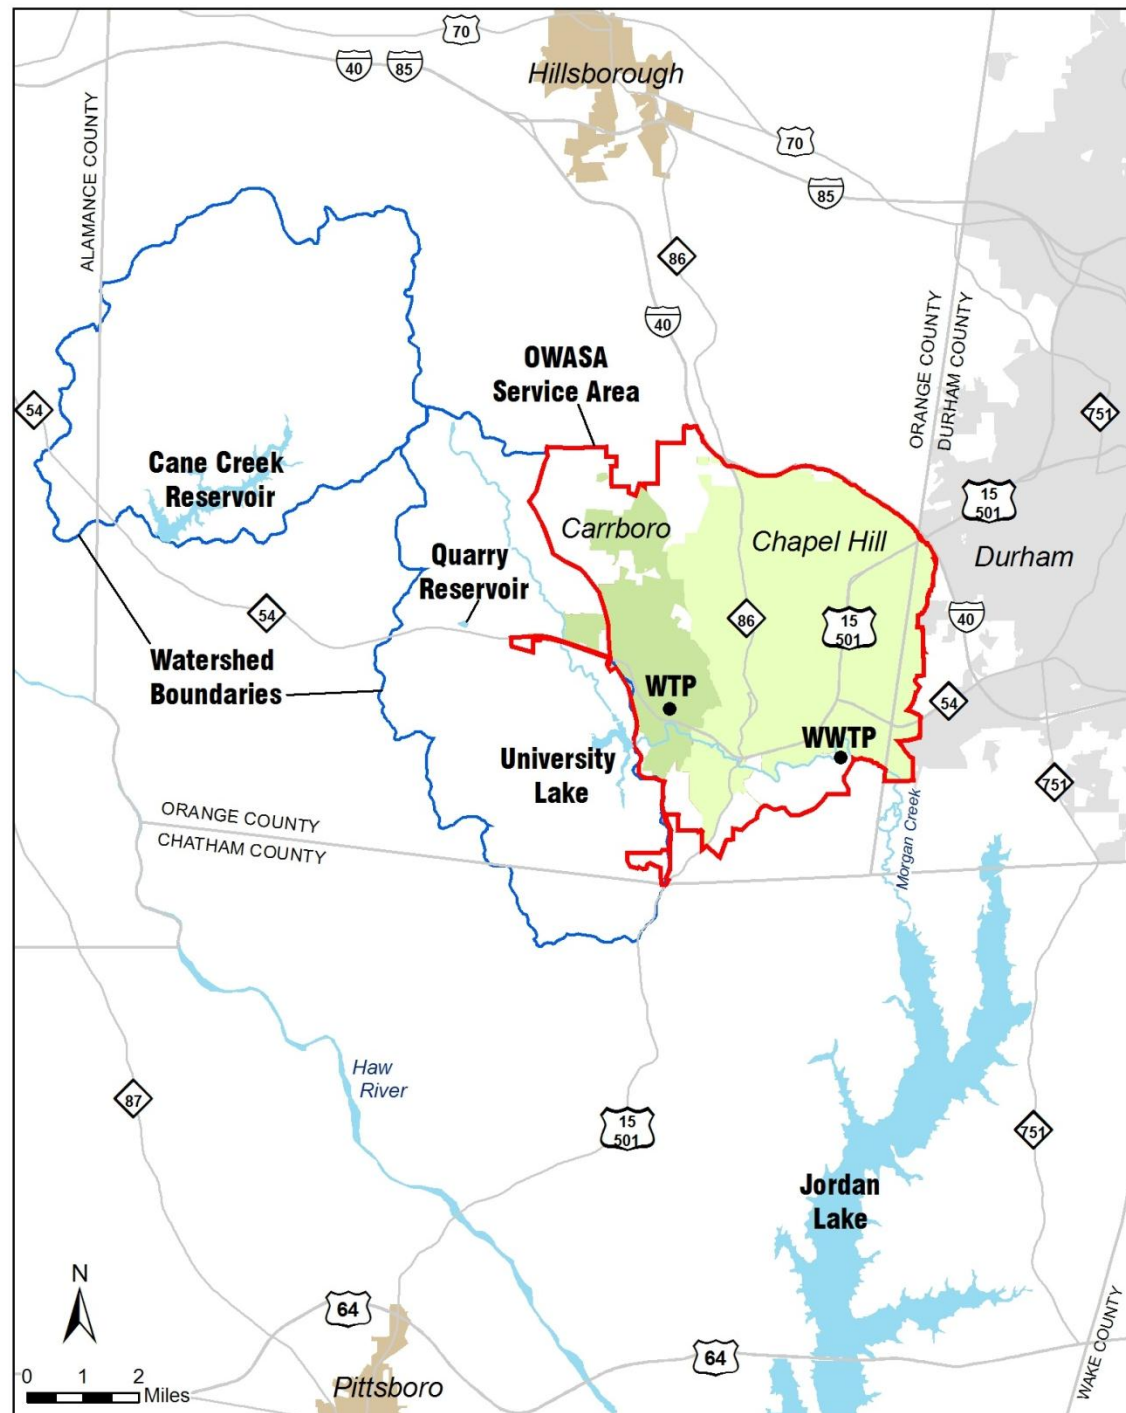 70
40
85
Hillsborough
70
85
ALAMANCE COUNTY
86
40
ORANGE COUNTY
DURHAM COUNTY
OWASA
Service Area
54
751
Cane Creek
Reservoir
15
501
Carrboro
Chapel Hill
Durham
Quarry
Reservoir
54
86
15
501
40
Watershed
Boundaries
WTP
54
WWTP
University
Lake
751
ORANGE COUNTY
CHATHAM COUNTY
Morgan Creek
Haw
River
87
15
501
751
Jordan
Lake
N
64
64
WAKE COUNTY
0 1 2
Miles
Pittsboro